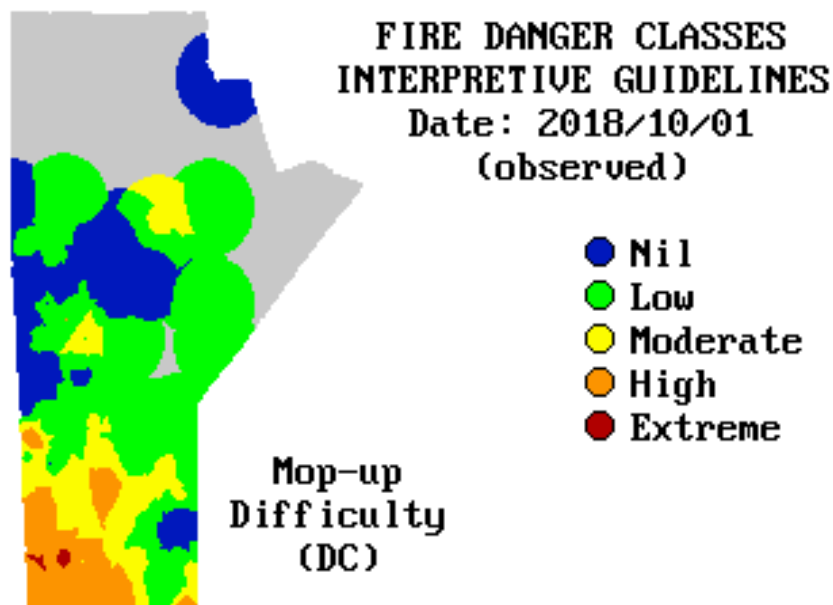 FIRE DANGER CLASSES
INTERPRETIVE GUIDELINES
Date: 2018/10/01
(observed)
Nil
Low
Moderate
High
Extreme
Mop-up
Difficulty
(DC)